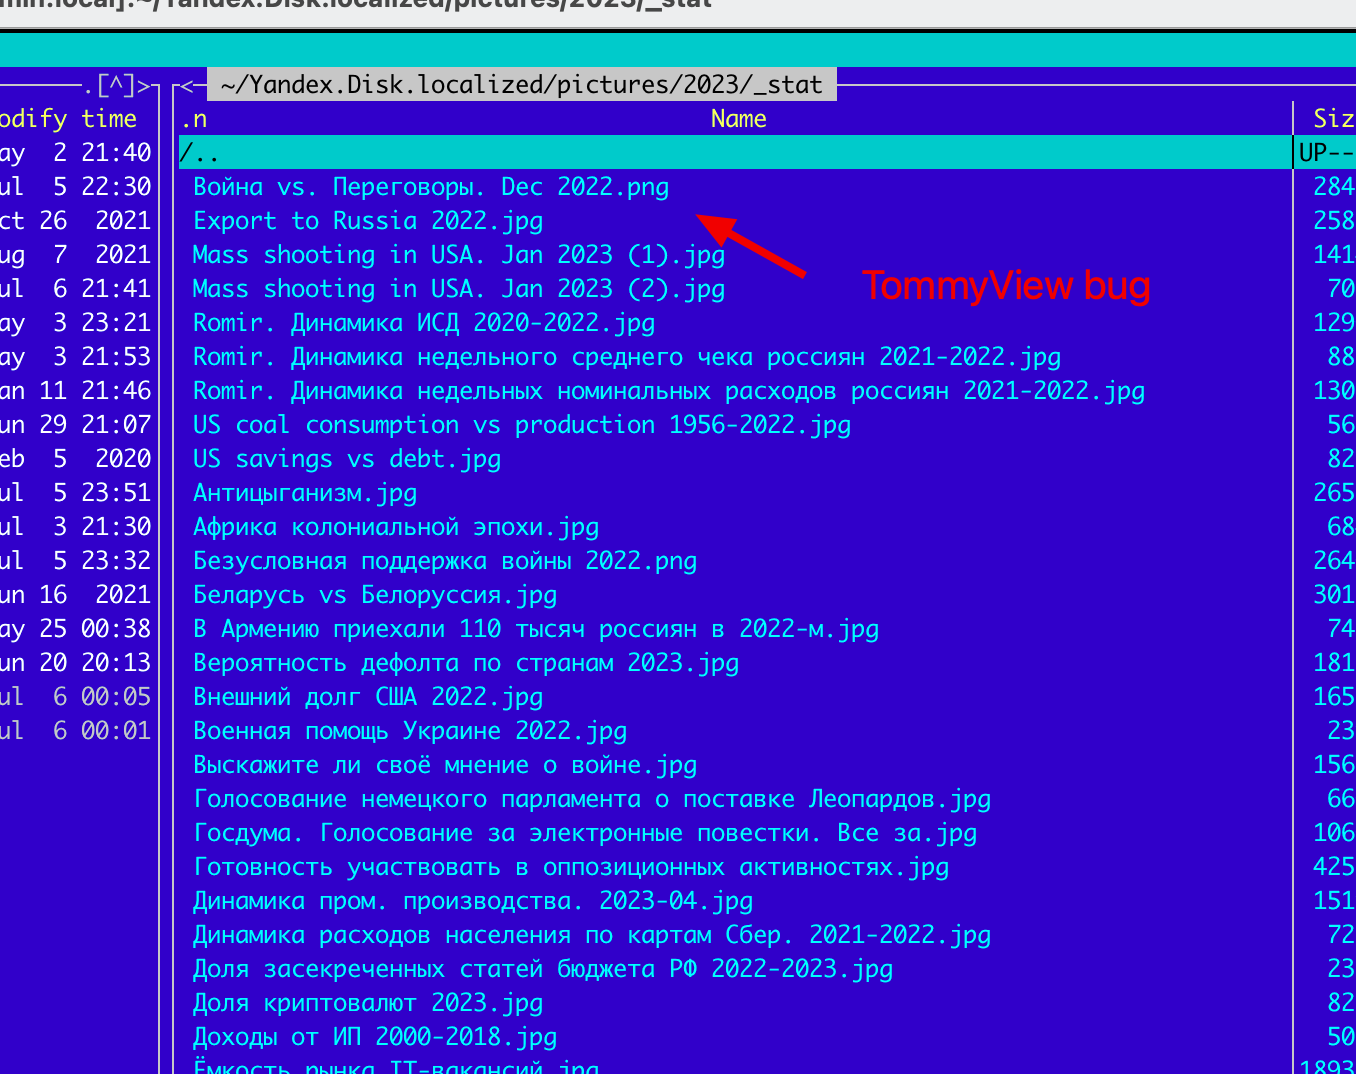 min.local]:~/Yandex.Disk.localized/pictures/2023/_stat
.[^]> <- ~/Yandex.Disk.localized/pictures/2023/_stat
odify time .n Name Siz
ay 2 21:40 /.. UP--
ul 5 22:30 Война vs. Переговоры. Dec 2022.png 284
ct 26 2021 Export to Russia 2022.jpg 258
ug 7 2021 Mass shooting in USA. Jan 2023 (1).jpg 141
TommyView bug
ul 6 21:41 Mass shooting in USA. Jan 2023 (2).jpg 70
ay 3 23:21 Romir. Динамика ИСД 2020-2022.jpg 129
ay 3 21:53 Romir. Динамика недельного среднего чека россиян 2021-2022.jpg 88
an 11 21:46 Romir. Динамика недельных номинальных расходов россиян 2021-2022.jpg 130
un 29 21:07 US coal consumption vs production 1956-2022.jpg 56
eb 5 2020 US savings vs debt.jpg 82
ul 5 23:51 Антицыганизм.jpg 265
ul 3 21:30 Африка колониальной эпохи.jpg 68
ul 5 23:32 Безусловная поддержка войны 2022.png 264
un 16 2021 Беларусь vs Белоруссия.jpg 301
ay 25 00:38 В Армению приехали 110 тысяч россиян в 2022-м.jpg 74
un 20 20:13 Вероятность дефолта по странам 2023.jpg 181
ul 6 00:05 Внешний долг США 2022.jpg 165
ul 6 00:01 Военная помощь Украине 2022.jpg 23
Выскажите ли своё мнение о войне.jpg 156
Голосование немецкого парламента о поставке Леопардов.jpg 66
Госдума. Голосование за электронные повестки. Все за.jpg 106
Готовность участвовать в оппозиционных активностях.jpg 425
Динамика пром. производства. 2023-04.jpg 151
Динамика расходов населения по картам Сбер. 2021-2022.jpg 72
Доля засекреченных статей бюджета РФ 2022-2023.jpg 23
Доля криптовалют 2023.jpg 82
Доходы от ИП 2000-2018.jpg 50
Ёмкость рынка IT-вакансий.jpg 1893